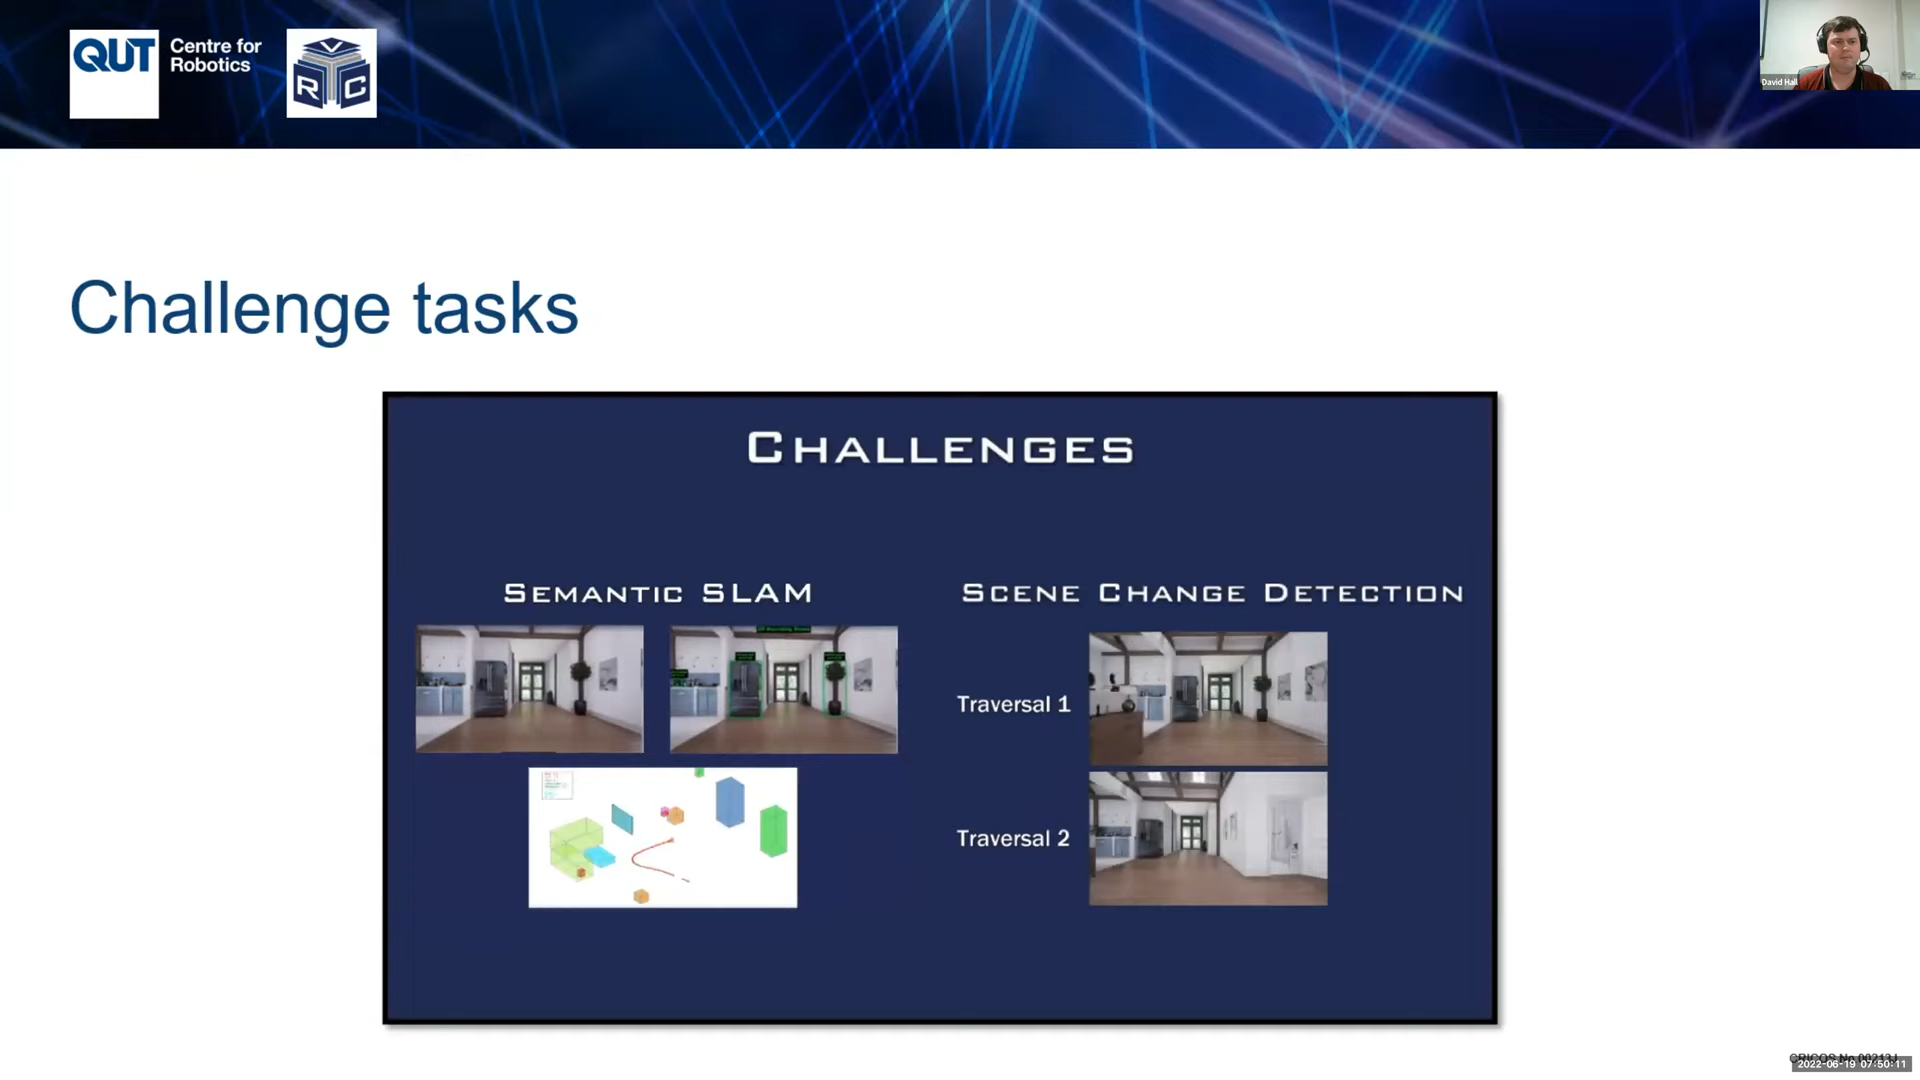 QUT
Centre for
Robotics
R V C
David Hall
Challenge tasks
CHALLENGES
SEMANTIC SLAM
SCENE CHANGE DETECTION
Traversal 1
Traversal 2
CRICOS No.00213J
2022-06-19 07:50:11